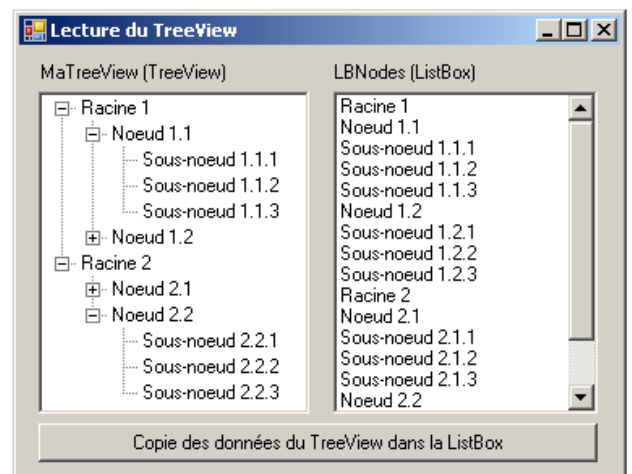 Lecture du TreeView
MaTreeView (TreeView)
Racine 1
Noeud 1.1
Sous-noeud 1.1.1
Sous-noeud 1.1.2
Sous-noeud 1.1.3
Noeud 1.2
Racine 2
Noeud 2.1
Noeud 2.2
Sous-noeud 2.2.1
Sous-noeud 2.2.2
Sous-noeud 2.2.3
LBNodes (ListBox)
Racine 1
Noeud 1.1
Sous-noeud 1.1.1
Sous-noeud 1.1.2
Sous-noeud 1.1.3
Noeud 1.2
Sous-noeud 1.2.1
Sous-noeud 1.2.2
Sous-noeud 1.2.3
Racine 2
Noeud 2.1
Sous-noeud 2.1.1
Sous-noeud 2.1.2
Sous-noeud 2.1.3
Noeud 2.2
Copie des données du TreeView dans la ListBox